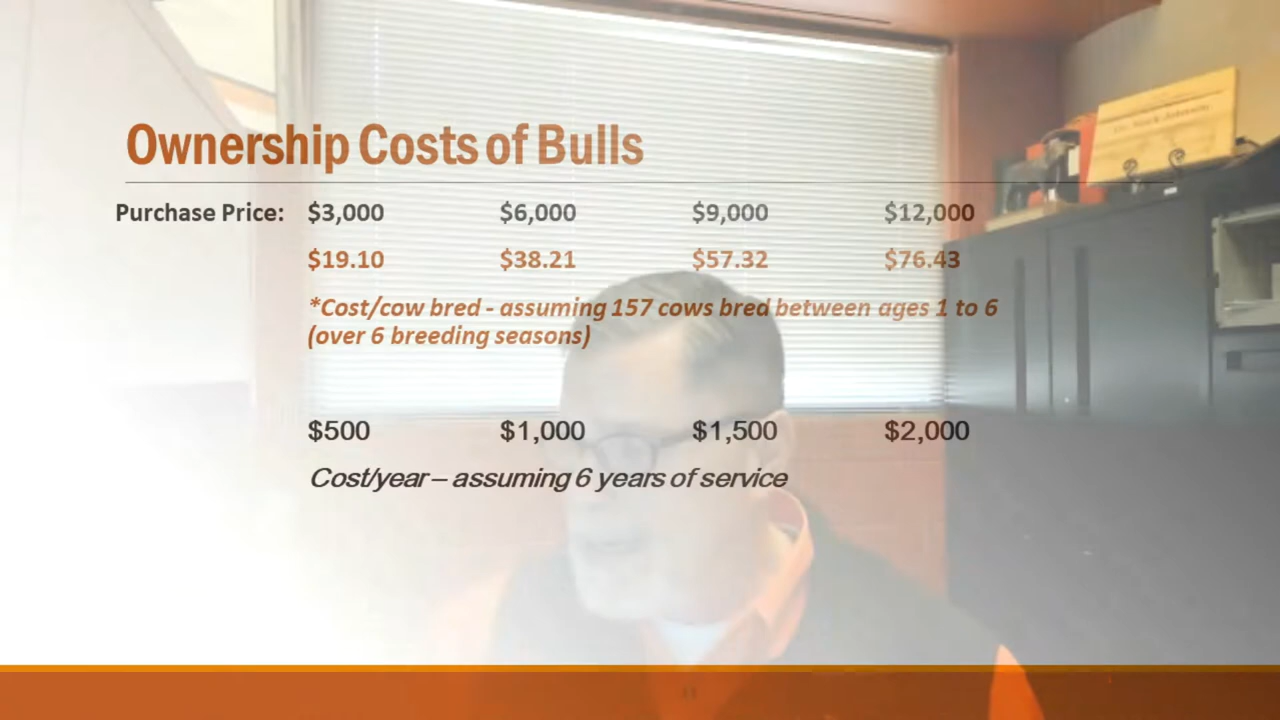 Ownership Costs of Bulls
Purchase Price: $3,000 $6,000 $9,000 $12,000
$19.10 $38.21 $57.32 $76.43
*Cost/cow bred - assuming 157 cows bred between ages 1 to 6
(over 6 breeding seasons)
$500 $1,000 $1,500 $2,000
Cost/year – assuming 6 years of service